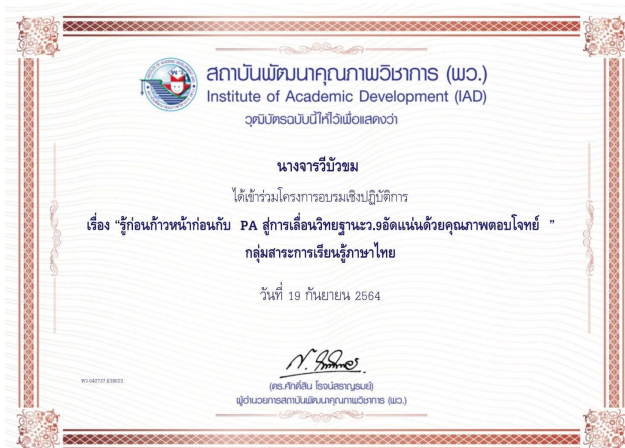 สถาบันพัฒนาคุณภาพวิชาการ (พว.)
Institute of Academic Development (IAD)
วุฒิบัตรฉบับนี้ให้ไว้เพื่อแสดงว่า
นางจารวีบัวขม
ได้เข้าร่วมโครงการอบรมเชิงปฏิบัติการ
เรื่อง “รู้ก่อนก้าวหน้าก่อนกับ PA สู่การเลื่อนวิทยฐานะว.9อัดแน่นด้วยคุณภาพตอบโจทย์ ”
กลุ่มสาระการเรียนรู้ภาษาไทย
วันที่ 19 กันยายน 2564
(ดร.ศักดิ์สิน โรจน์สราญรมย์)
ผู้อำนวยการสถาบันพัฒนาคุณภาพวิชาการ (พว.)